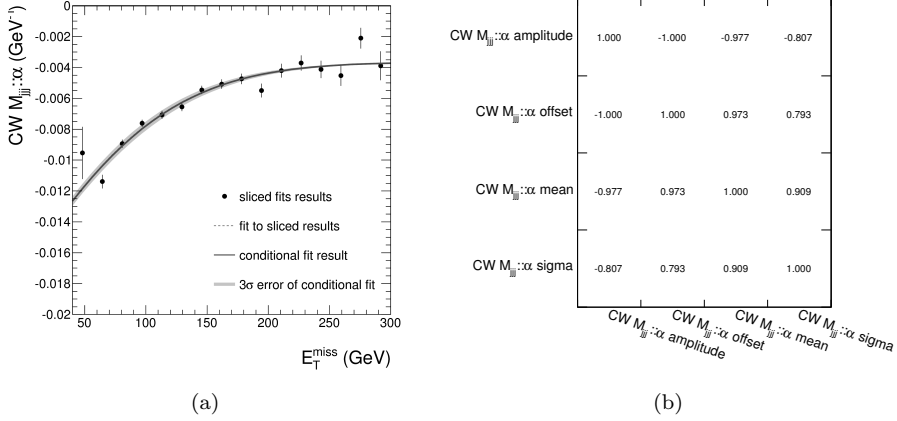 CW M_jjj::α (GeV⁻¹)
0
-0.002
-0.004
-0.006
-0.008
-0.01
-0.012
-0.014
-0.016
-0.018
-0.02
50 100 150 200 250 300
E_T^miss (GeV)
sliced fits results
fit to sliced results
conditional fit result
3σ error of conditional fit
(a)
CW M_jjj::α amplitude 1.000 -1.000 -0.977 -0.807
CW M_jjj::α offset -1.000 1.000 0.973 0.793
CW M_jjj::α mean -0.977 0.973 1.000 0.909
CW M_jjj::α sigma -0.807 0.793 0.909 1.000
CW M_jjj::α amplitude
CW M_jjj::α offset
CW M_jjj::α mean
CW M_jjj::α sigma
(b)